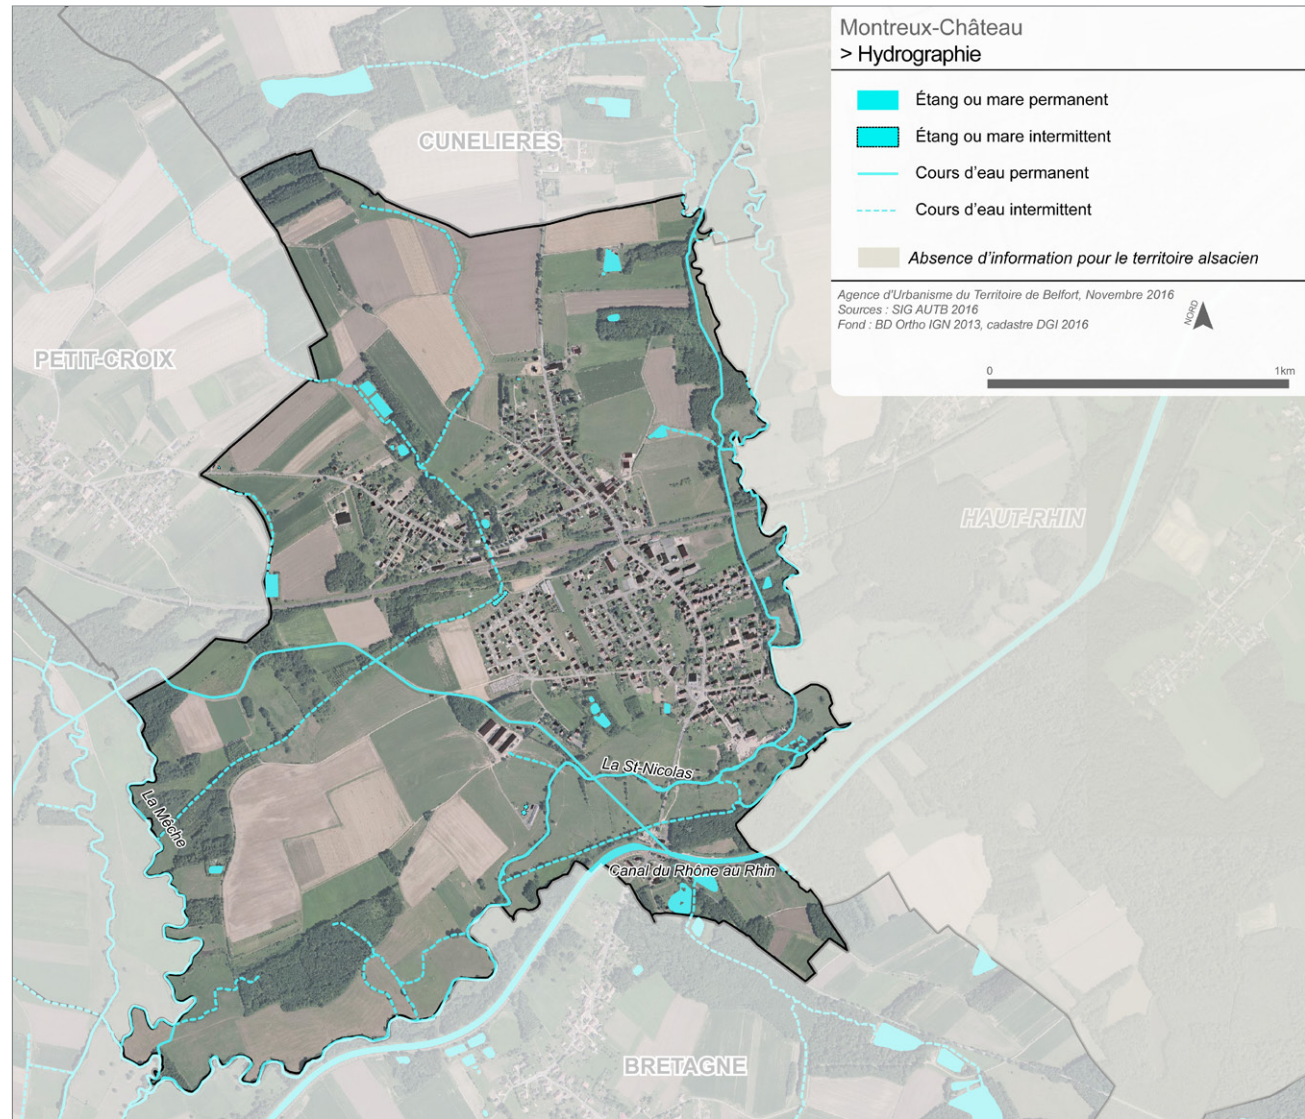 Montreux-Château
> Hydrographie
Étang ou mare permanent
Étang ou mare intermittent
Cours d'eau permanent
Cours d'eau intermittent
Absence d'information pour le territoire alsacien
Agence d'Urbanisme du Territoire de Belfort, Novembre 2016
Sources : SIG AUTB 2016
Fond : BD Ortho IGN 2013, cadastre DGI 2016
NORD
0
1km
CUNELIERES
PETIT-CROIX
HAUT-RHIN
La St-Nicolas
La Mèche
Canal du Rhône au Rhin
BRETAGNE